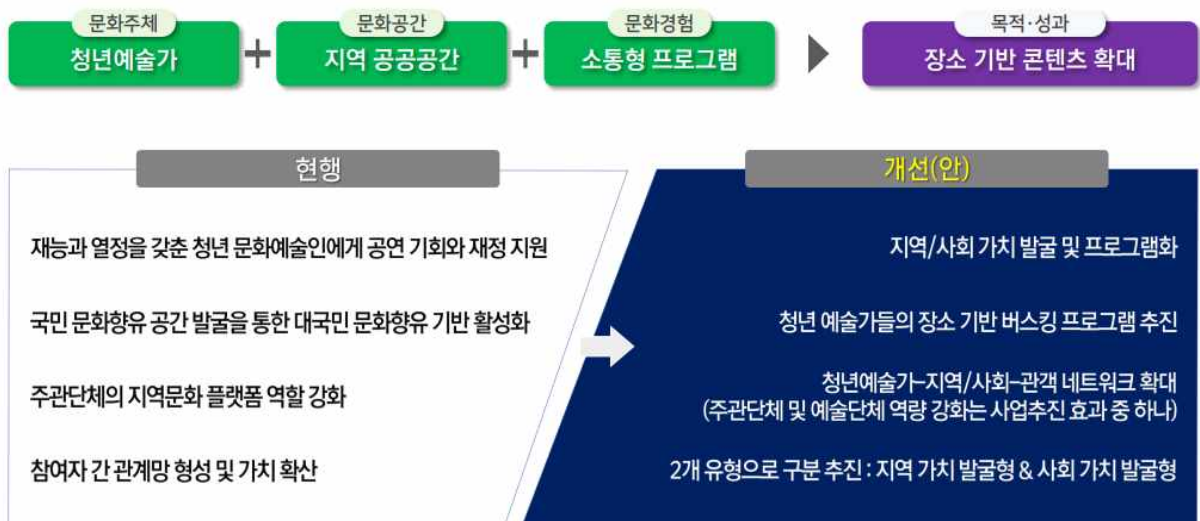 문화주체
청년예술가
+
문화공간
지역 공공공간
+
문화경험
소통형 프로그램
목적·성과
장소 기반 콘텐츠 확대
현행
재능과 열정을 갖춘 청년 문화예술인에게 공연 기회와 재정 지원
국민 문화향유 공간 발굴을 통한 대국민 문화향유 기반 활성화
주관단체의 지역문화 플랫폼 역할 강화
참여자 간 관계망 형성 및 가치 확산
개선(안)
지역/사회 가치 발굴 및 프로그램화
청년 예술가들의 장소 기반 버스킹 프로그램 추진
청년예술가-지역/사회-관객 네트워크 확대
(주관단체 및 예술단체 역량 강화는 사업추진 효과 중 하나)
2개 유형으로 구분 추진 : 지역 가치 발굴형 & 사회 가치 발굴형